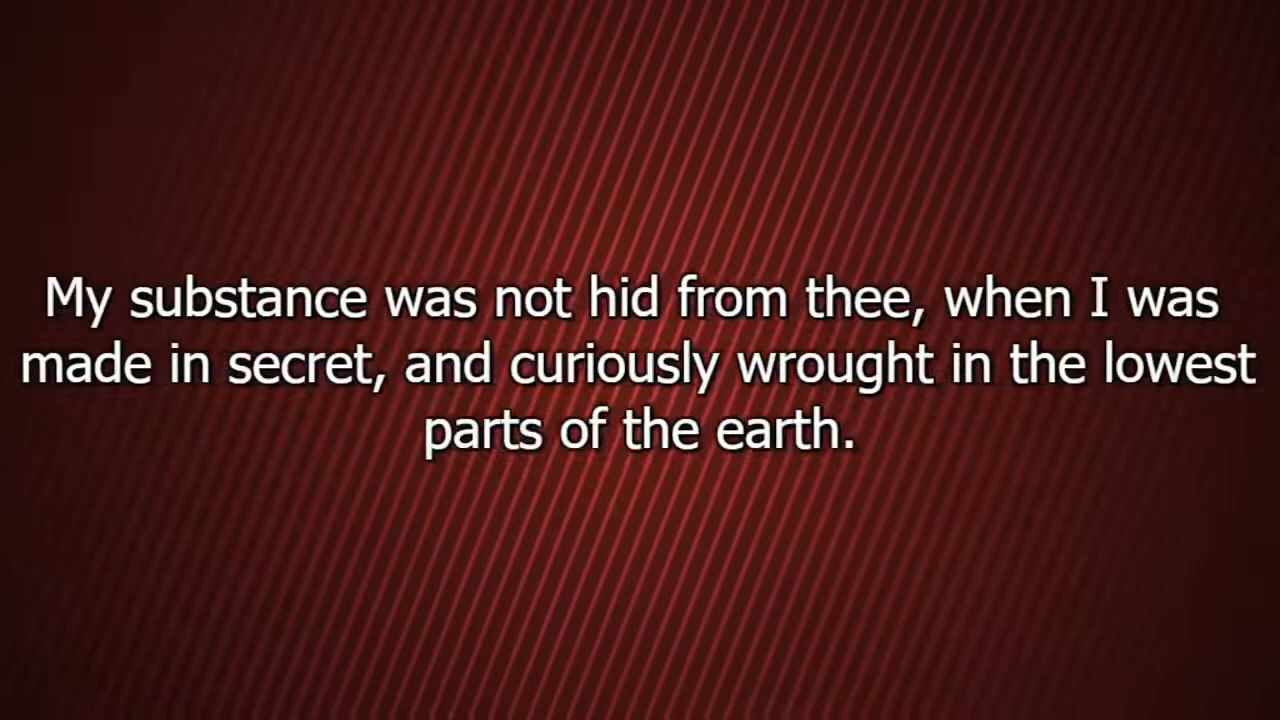 My substance was not hid from thee, when I was
made in secret, and curiously wrought in the lowest
parts of the earth.